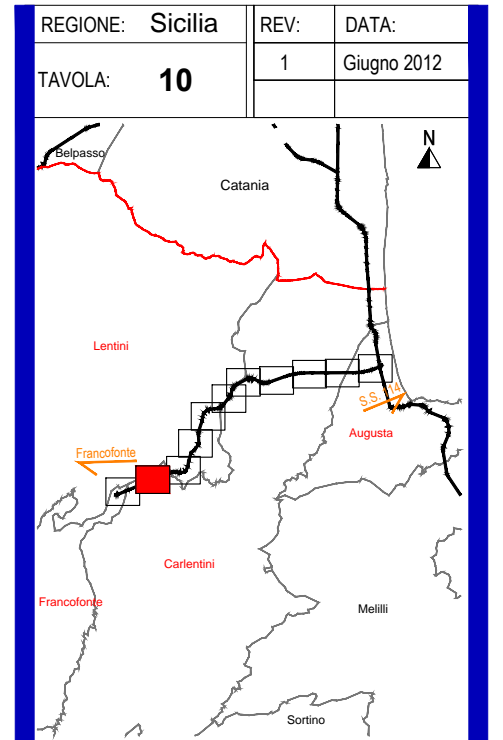 REGIONE: Sicilia REV: DATA:
TAVOLA: 10 1 Giugno 2012
N
Belpasso
Catania
Lentini
S.S. 114
Augusta
Francofonte
Carlentini
Francofonte
Melilli
Sortino